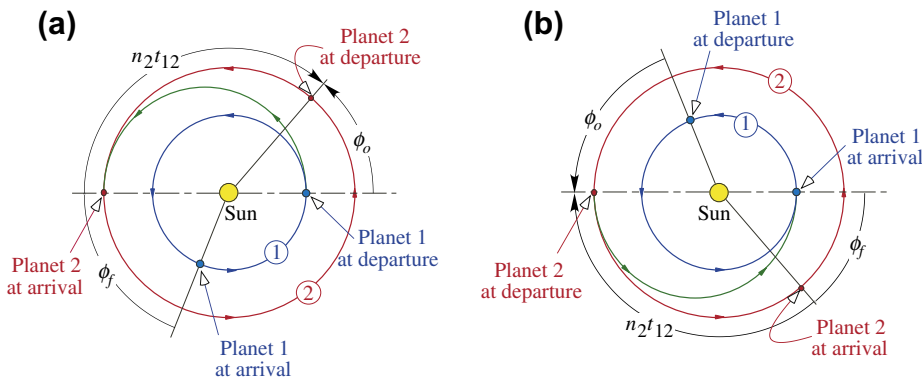 (a)
n₂t₁₂
Planet 2
at departure
ϕₒ
Sun
1
Planet 1
at departure
Planet 2
at arrival
ϕf
2
Planet 1
at arrival
(b)
Planet 1
at departure
2
ϕₒ
1
Planet 1
at arrival
Sun
Planet 2
at departure
ϕf
n₂t₁₂
Planet 2
at arrival